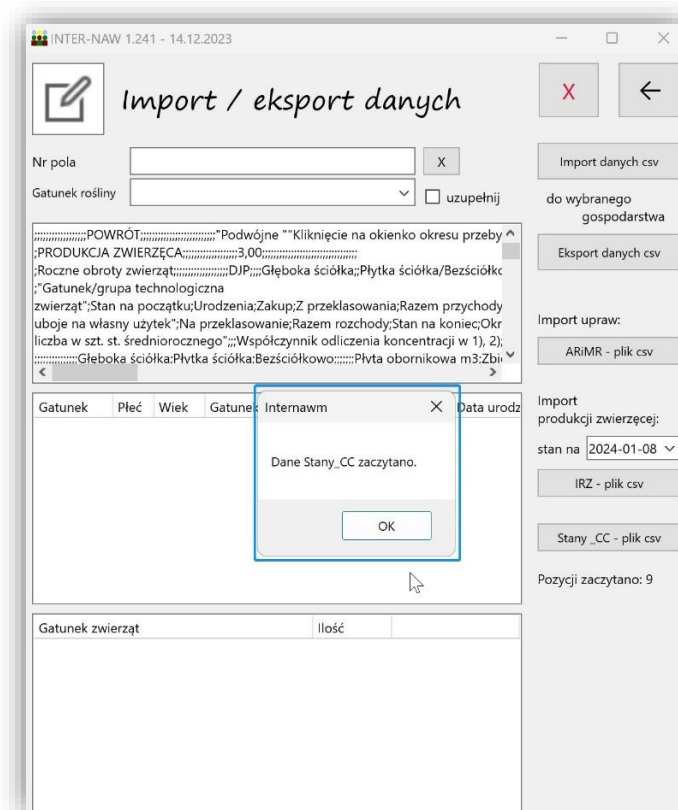 INTER-NAW 1.241 - 14.12.2023
Import / eksport danych
X
Nr pola
X
Import danych csv
Gatunek rośliny
uzupełnij
do wybranego
gospodarstwa
Eksport danych csv
;;;;;;;;;;;;;;;;;;POWRÓT;;;;;;;;;;;;;;;;;;;;;;;;;;"Podwójne ""Kliknięcie na okienko okresu przeby
;PRODUKCJA ZWIERZĘCA;;;;;;;;;;;;;;;;;;;3,00;;;;;;;;;;;;;;;;;;;;;;;;;;;;;;;;
;Roczne obroty zwierząt;;;;;;;;;;;;;;;;;;;DJP;;;;Głęboka ściółka;;Płytka ściółka/Bezściółkc
;"Gatunek/grupa technologiczna
zwierząt";Stan na początku;Urodzenia;Zakup;Z przeklasowania;Razem przychody
uboje na własny użytek";Na przeklasowanie;Razem rozchody;Stan na koniec;Okr
liczba w szt. st. średniorocznego";;;Współczynnik odliczenia koncentracji w 1), 2);
;;;;;;;;;;;;;;;Głęboka ściółka;Płytka ściółka;Bezściółkowo;;;;;;;Płyta obornikowa m3;Zbi
Import upraw:
ARiMR - plik csv
Import
produkcji zwierzęcej:
stan na 2024-01-08
IRZ - plik csv
Stany _CC - plik csv
Pozycji zaczytano: 9
Gatunek Płeć Wiek Gatunek Data urodz
Internawm
Dane Stany_CC zaczytano.
OK
Gatunek zwierząt Ilość